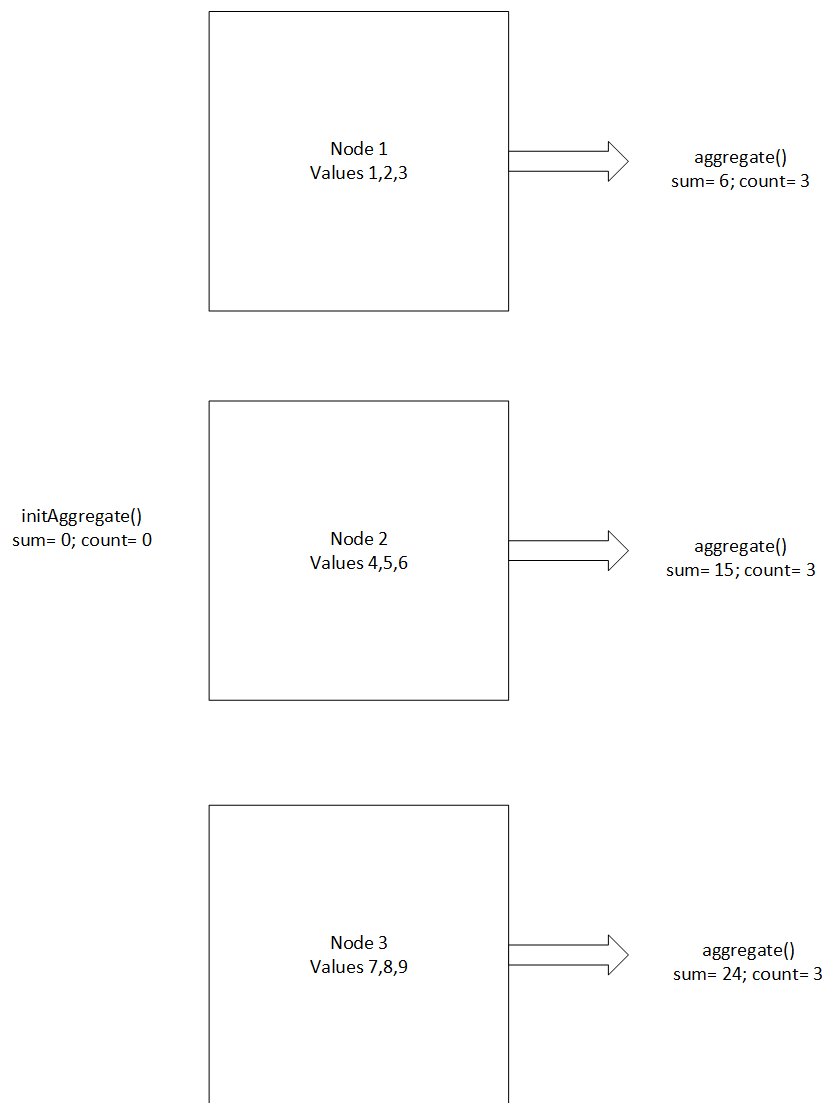 Node 1
Values 1,2,3
aggregate()
sum= 6; count= 3
initAggregate()
sum= 0; count= 0
Node 2
Values 4,5,6
aggregate()
sum= 15; count= 3
Node 3
Values 7,8,9
aggregate()
sum= 24; count= 3